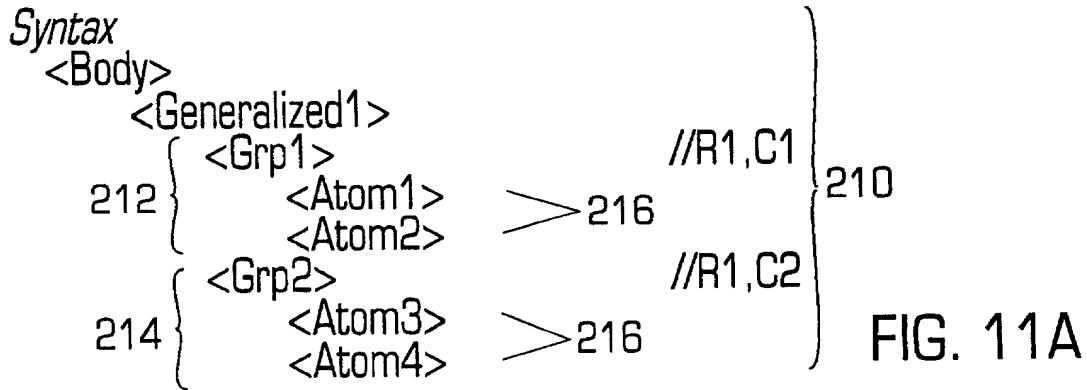 Syntax
<Body>
<Generalized1>
<Grp1> //R1,C1
212 <Atom1> 216 210
<Atom2>
<Grp2> //R1,C2
214 <Atom3> 216
<Atom4>
FIG. 11A